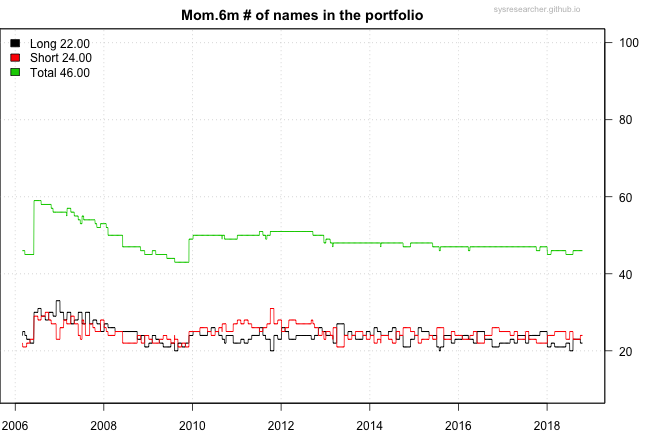 Mom.6m # of names in the portfolio
sysresearcher.github.io
Long 22.00
Short 24.00
Total 46.00
100
80
60
40
20
2006 2008 2010 2012 2014 2016 2018